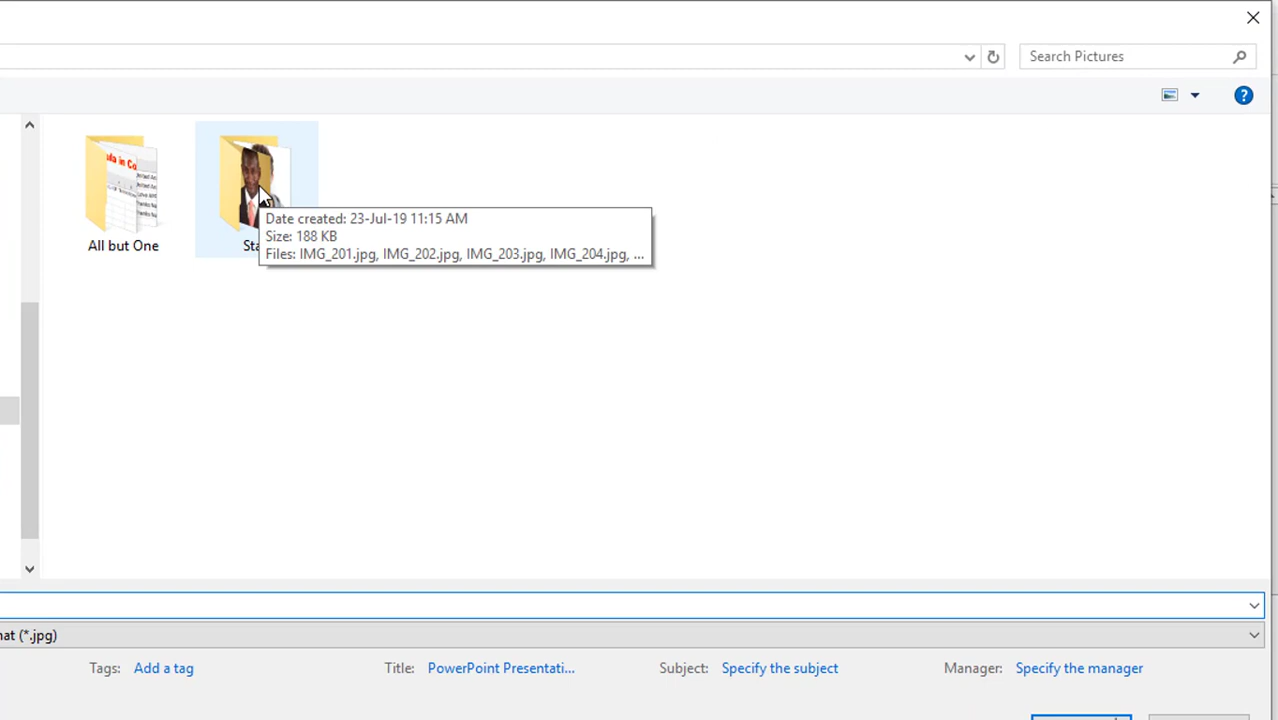 Search Pictures
All but One
Sta
Date created: 23-Jul-19 11:15 AM
Size: 188 KB
Files: IMG_201.jpg, IMG_202.jpg, IMG_203.jpg, IMG_204.jpg, ...
nat (*.jpg)
Tags: Add a tag Title: PowerPoint Presentati... Subject: Specify the subject Manager: Specify the manager